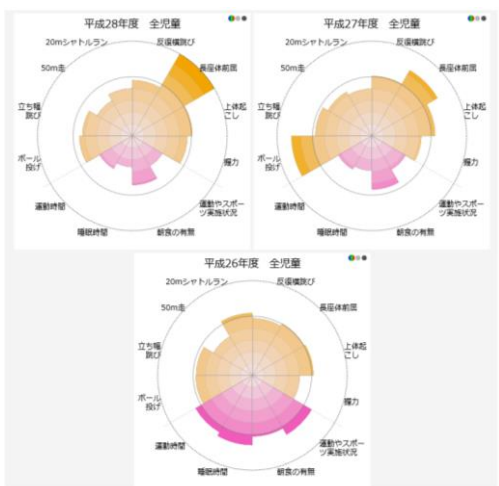 平成28年度　全児童
20mシャトルラン
反復横跳び
50m走
長座体前屈
立ち幅
跳び
上体起
こし
ボール
投げ
握力
運動時間
運動やスポー
ツ実施状況
睡眠時間
朝食の有無
平成27年度　全児童
20mシャトルラン
反復横跳び
50m走
長座体前屈
立ち幅
跳び
上体起
こし
ボール
投げ
握力
運動時間
運動やスポー
ツ実施状況
睡眠時間
朝食の有無
平成26年度　全児童
20mシャトルラン
反復横跳び
50m走
長座体前屈
立ち幅
跳び
上体起
こし
ボール
投げ
握力
運動時間
運動やスポー
ツ実施状況
睡眠時間
朝食の有無